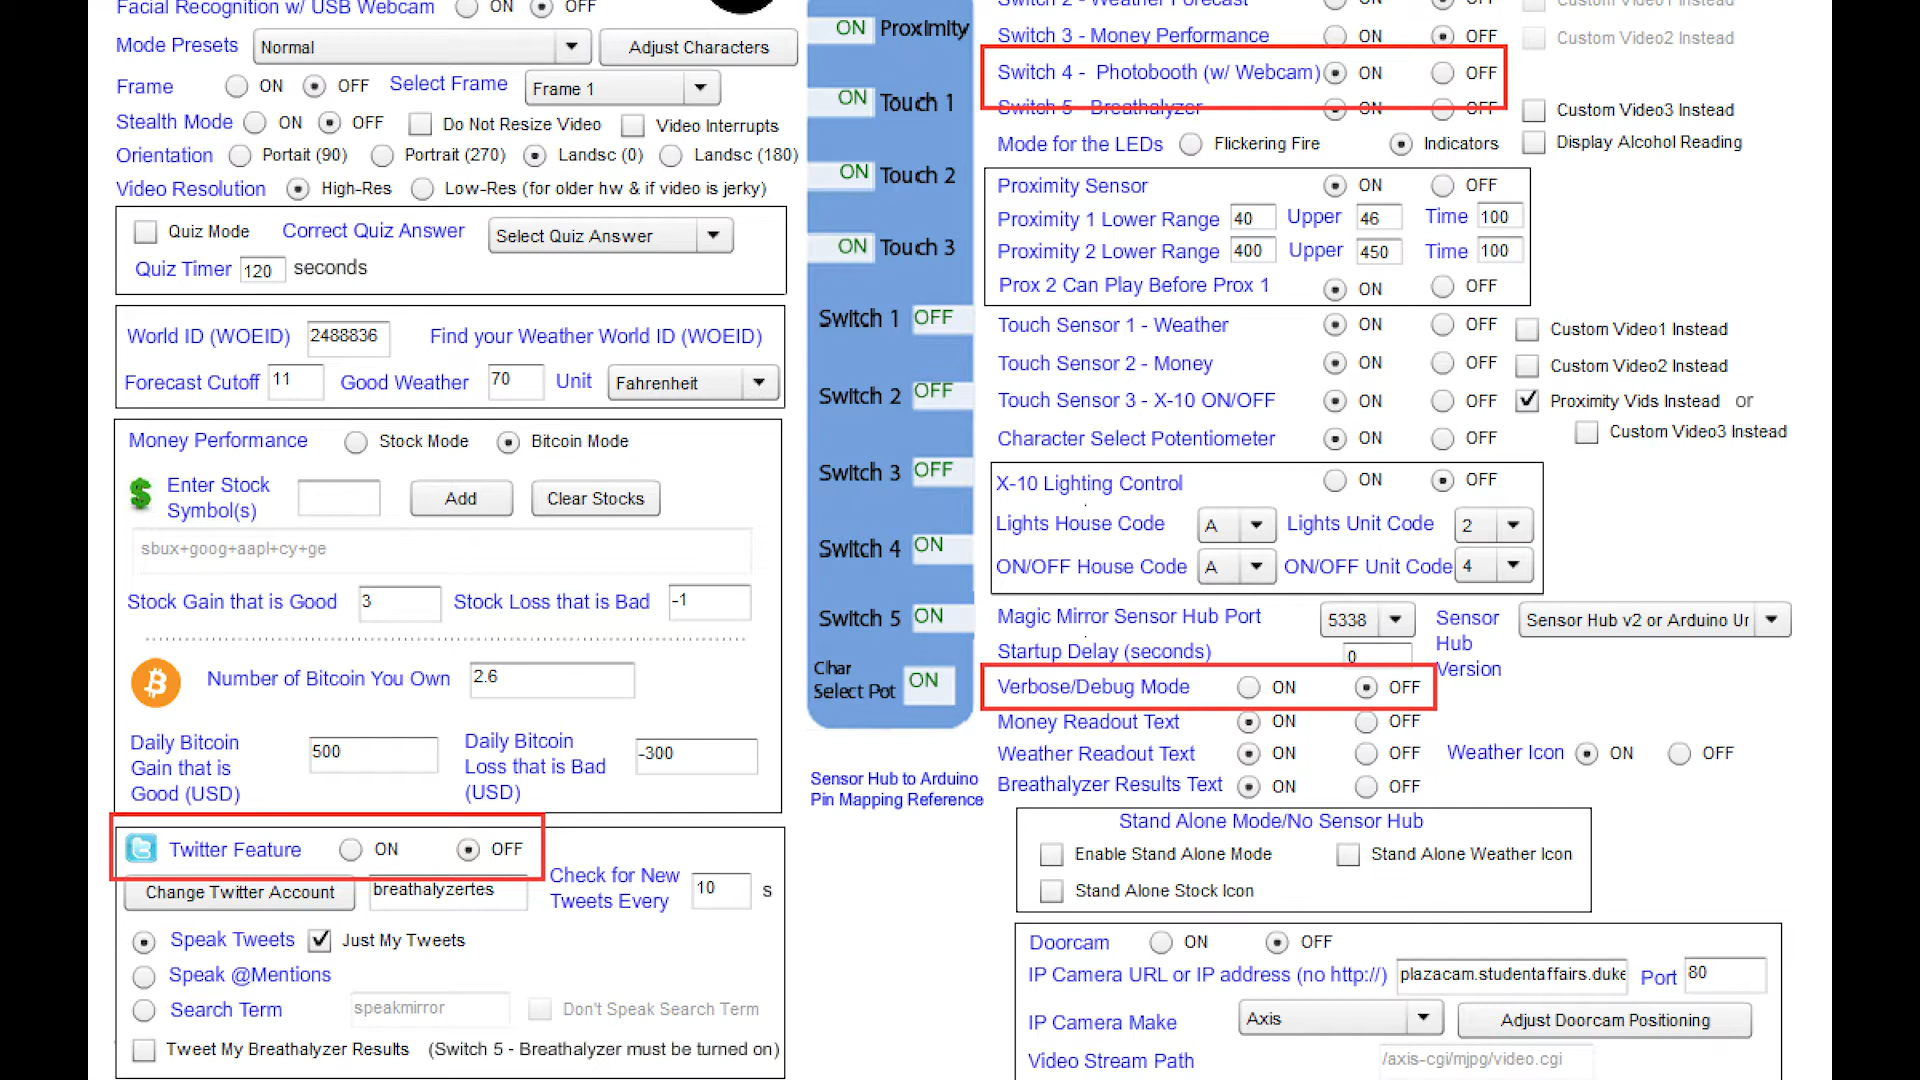 Facial Recognition w/ USB Webcam ON OFF
Mode Presets Normal Adjust Characters
Frame ON OFF Select Frame Frame 1
Stealth Mode ON OFF Do Not Resize Video Video Interrupts
Orientation Portait (90) Portrait (270) Landsc (0) Landsc (180)
Video Resolution High-Res Low-Res (for older hw & if video is jerky)
Quiz Mode Correct Quiz Answer Select Quiz Answer
Quiz Timer 120 seconds
World ID (WOEID) 2488836 Find your Weather World ID (WOEID)
Forecast Cutoff 11 Good Weather 70 Unit Fahrenheit
Money Performance Stock Mode Bitcoin Mode
Enter Stock
Symbol(s) Add Clear Stocks
sbux+goog+aapl+cy+ge
Stock Gain that is Good 3 Stock Loss that is Bad -1
Number of Bitcoin You Own 2.6
Daily Bitcoin
Gain that is
Good (USD) 500
Daily Bitcoin
Loss that is Bad
(USD) -300
Twitter Feature ON OFF
Change Twitter Account breathalyzertes
Check for New
Tweets Every 10 s
Speak Tweets Just My Tweets
Speak @Mentions
Search Term speakmirror Don't Speak Search Term
Tweet My Breathalyzer Results (Switch 5 - Breathalyzer must be turned on)
ON Proximity
ON Touch 1
ON Touch 2
ON Touch 3
Switch 1 OFF
Switch 2 OFF
Switch 3 OFF
Switch 4 ON
Switch 5 ON
Char
Select Pot ON
Sensor Hub to Arduino
Pin Mapping Reference
Switch 2 - Weather Forecast ON OFF Custom Video1 Instead
Switch 3 - Money Performance ON OFF Custom Video2 Instead
Switch 4 - Photobooth (w/ Webcam) ON OFF
Switch 5 - Breathalyzer ON OFF Custom Video3 Instead
Mode for the LEDs Flickering Fire Indicators Display Alcohol Reading
Proximity Sensor ON OFF
Proximity 1 Lower Range 40 Upper 46 Time 100
Proximity 2 Lower Range 400 Upper 450 Time 100
Prox 2 Can Play Before Prox 1 ON OFF
Touch Sensor 1 - Weather ON OFF Custom Video1 Instead
Touch Sensor 2 - Money ON OFF Custom Video2 Instead
Touch Sensor 3 - X-10 ON/OFF ON OFF Proximity Vids Instead or
Character Select Potentiometer ON OFF Custom Video3 Instead
X-10 Lighting Control ON OFF
Lights House Code A Lights Unit Code 2
ON/OFF House Code A ON/OFF Unit Code 4
Magic Mirror Sensor Hub Port 5338
Sensor
Hub
Version Sensor Hub v2 or Arduino Ur
Startup Delay (seconds) 0
Verbose/Debug Mode ON OFF
Money Readout Text ON OFF
Weather Readout Text ON OFF Weather Icon ON OFF
Breathalyzer Results Text ON OFF
Stand Alone Mode/No Sensor Hub
Enable Stand Alone Mode Stand Alone Weather Icon
Stand Alone Stock Icon
Doorcam ON OFF
IP Camera URL or IP address (no http://) plazacam.studentaffairs.duke Port 80
IP Camera Make Axis Adjust Doorcam Positioning
Video Stream Path /axis-cgi/mjpg/video.cgi